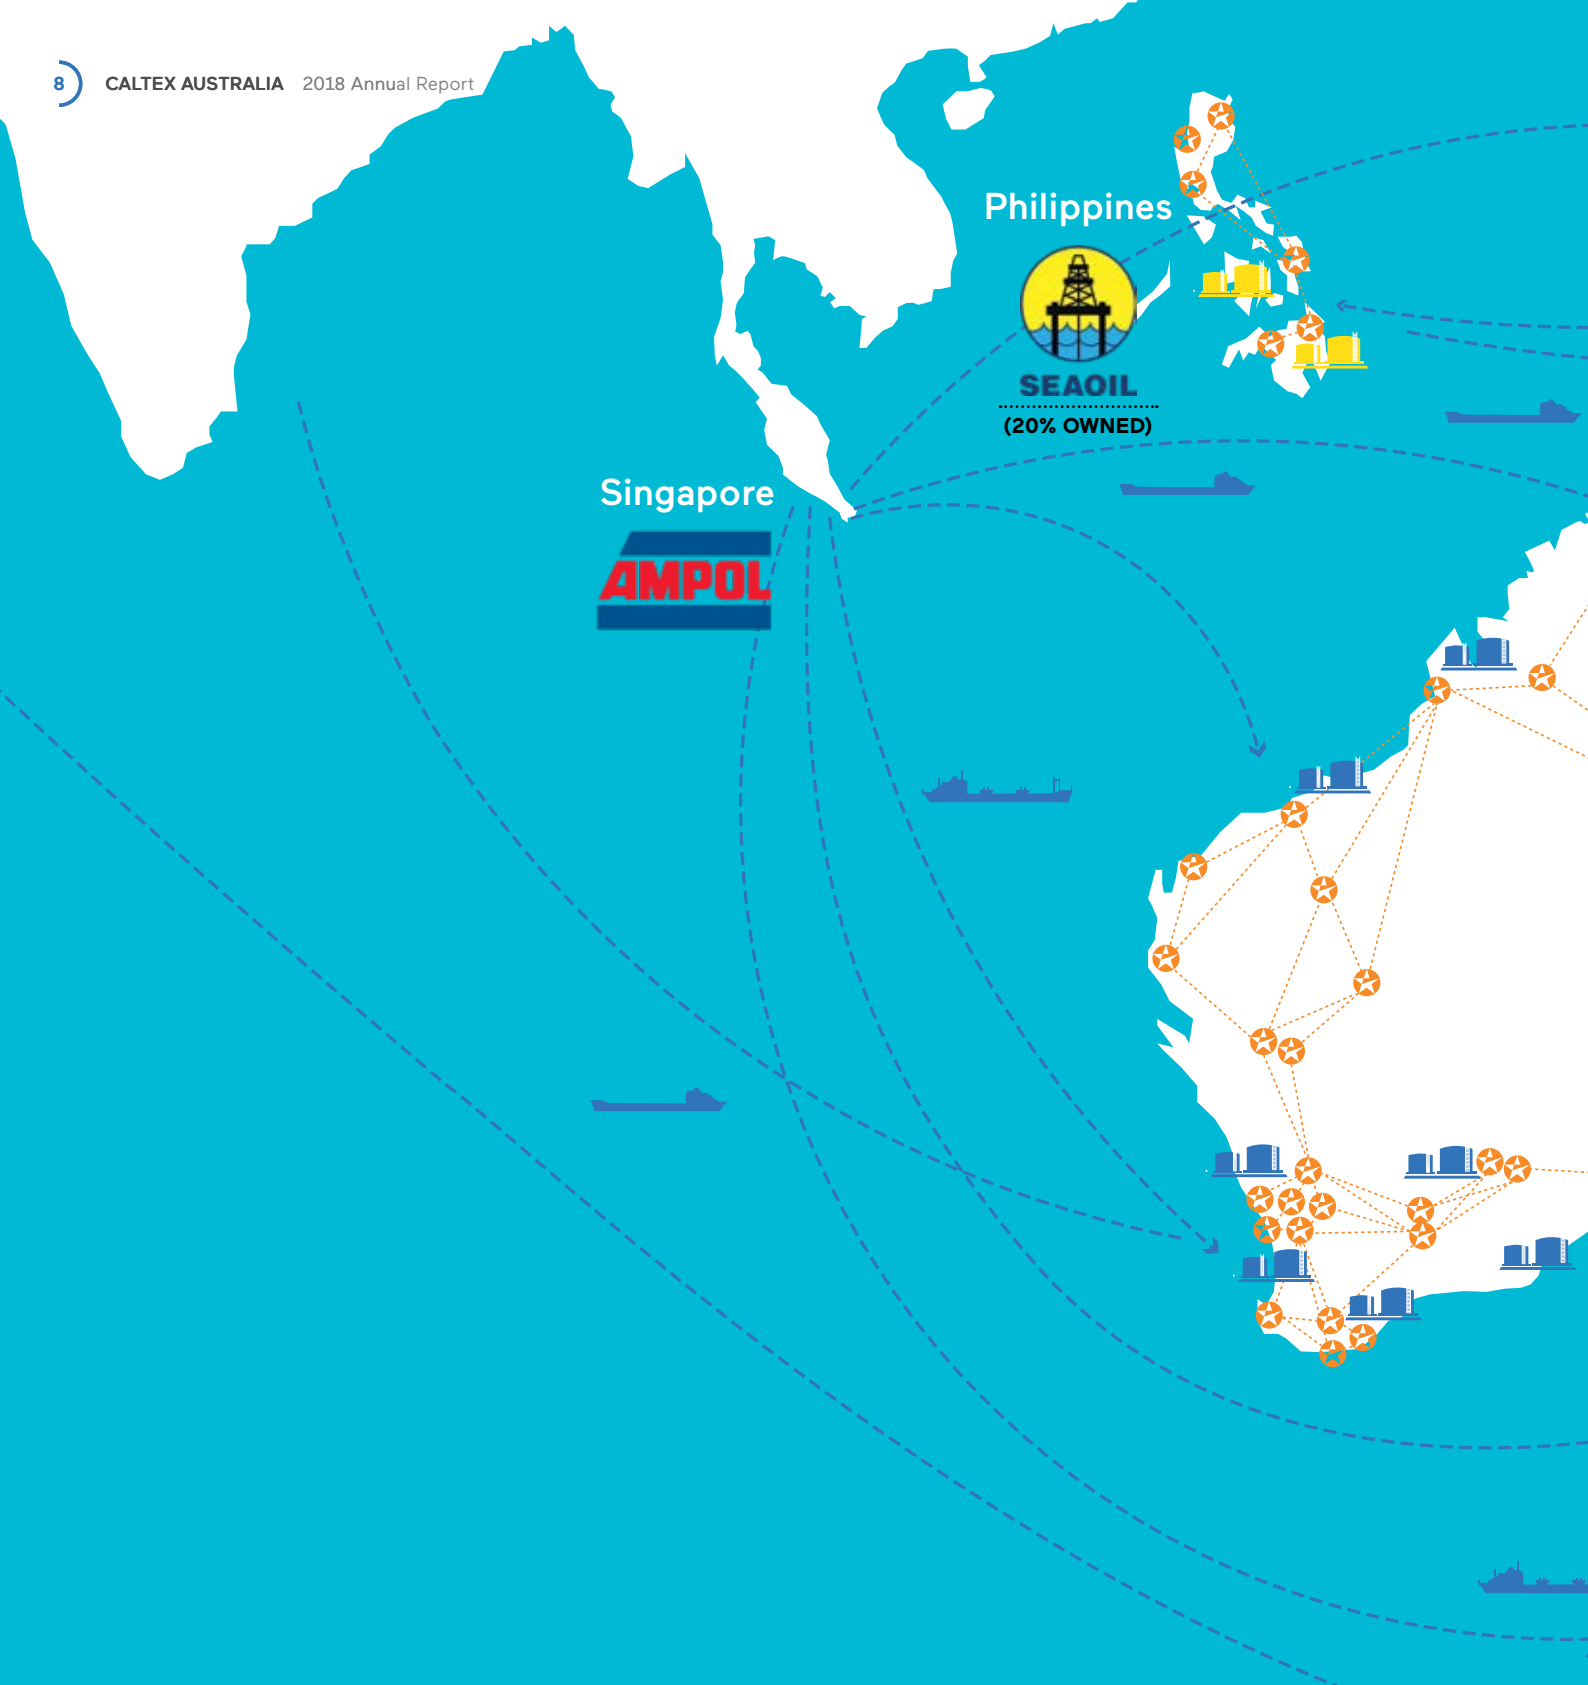 8 CALTEX AUSTRALIA 2018 Annual Report
Philippines
SEAOIL
(20% OWNED)
Singapore
AMPOL